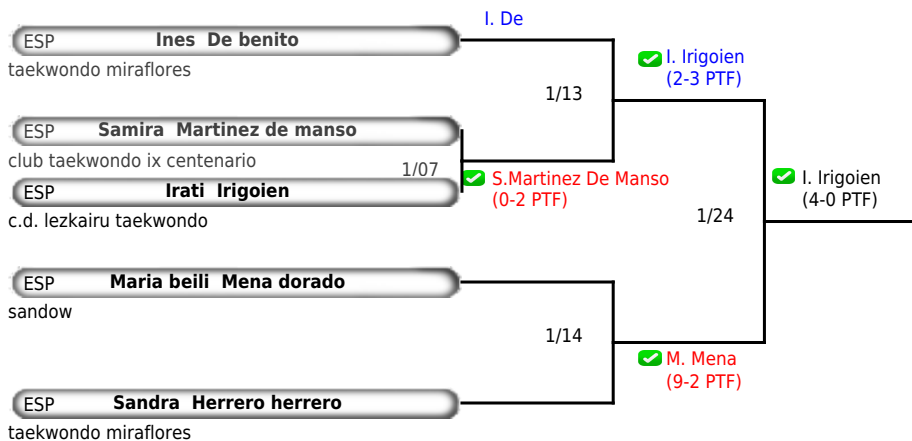 I. De
ESP Ines De benito
taekwondo miraflores
I. Irigoien
(2-3 PTF)
1/13
ESP Samira Martinez de manso
club taekwondo ix centenario
1/07
S.Martinez De Manso
(0-2 PTF)
I. Irigoien
(4-0 PTF)
ESP Irati Irigoien
c.d. lezkairu taekwondo
1/24
ESP Maria beili Mena dorado
sandow
1/14
M. Mena
(9-2 PTF)
ESP Sandra Herrero herrero
taekwondo miraflores